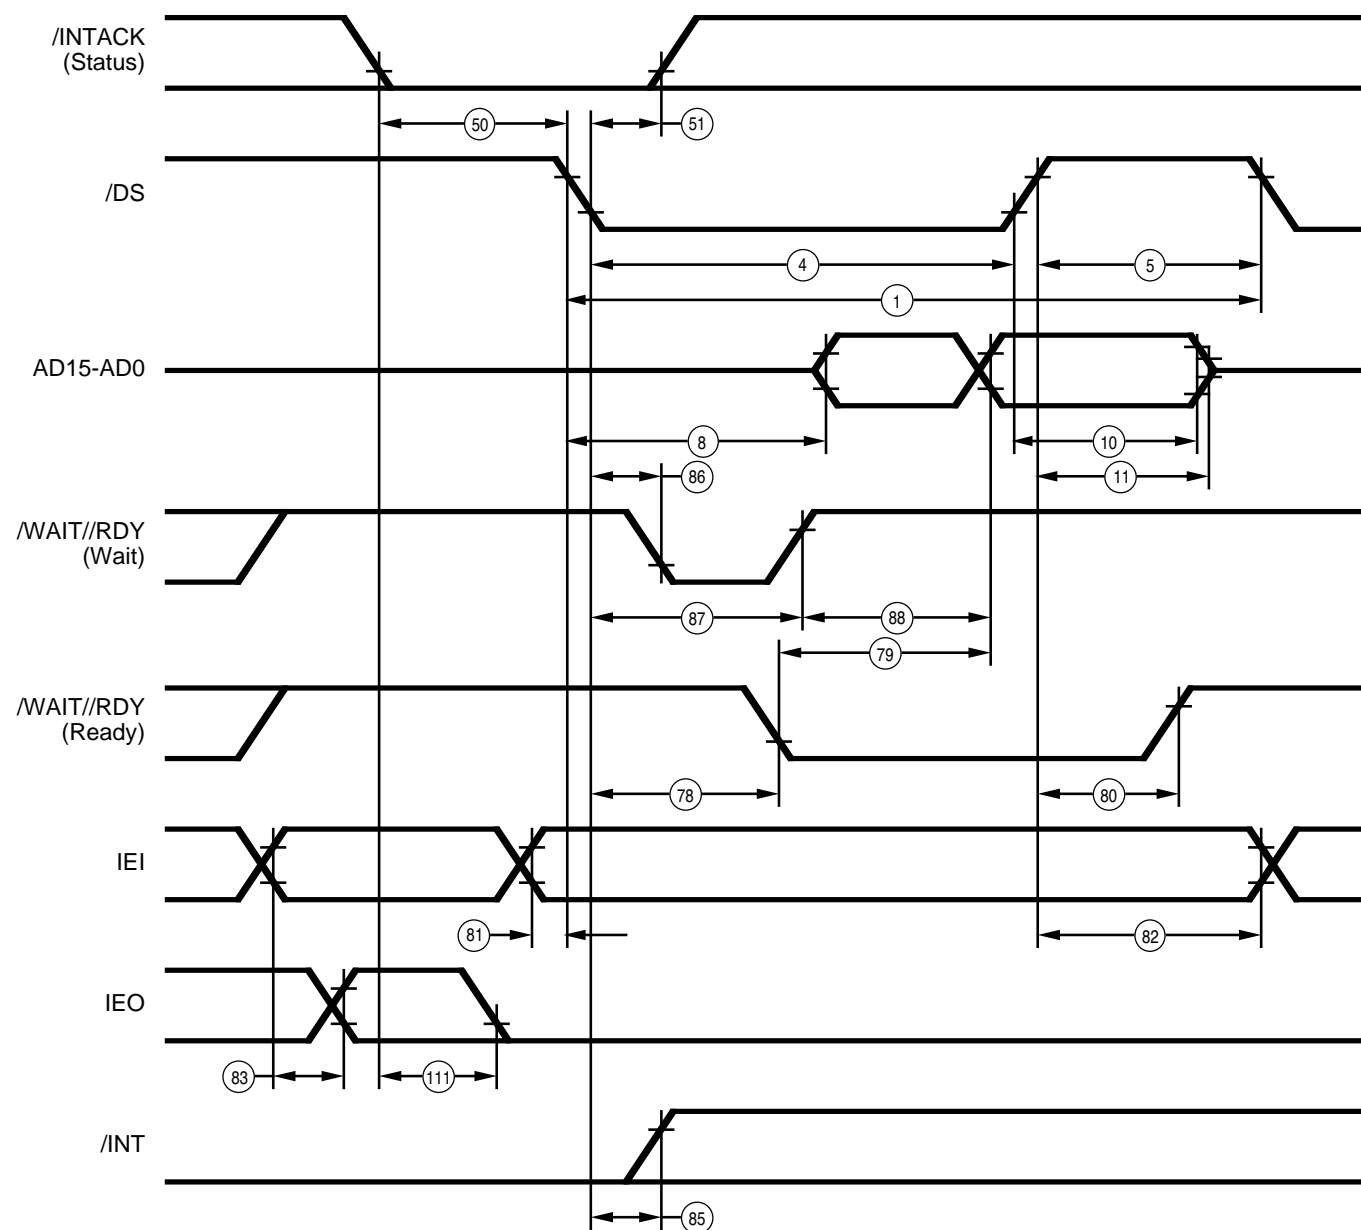 /INTACK
(Status)
50
51
/DS
4
5
1
AD15-AD0
8
10
86
11
/WAIT//RDY
(Wait)
87
88
79
/WAIT//RDY
(Ready)
78
80
IEI
81
82
IEO
83
111
/INT
85